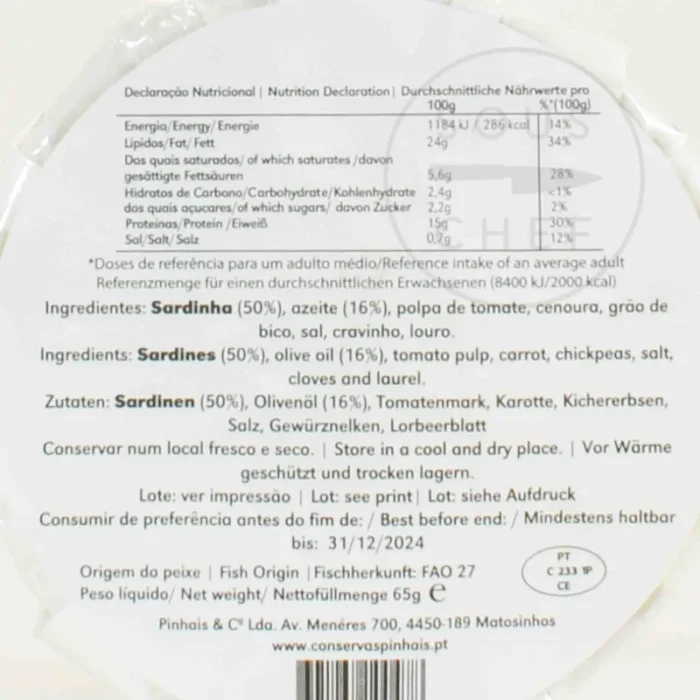 Declaração Nutricional | Nutrition Declaration | Durchschnittliche Nährwerte pro
100g %*(100g)
Energia/Energy/Energie 1184 kJ / 286 kcal 14%
Lípidos/Fat/Fett 24g 34%
Dos quais saturados/ of which saturates /davon
gesättigte Fettsäuren 5,6g 28%
Hidratos de Carbono/Carbohydrate/Kohlenhydrate 2,4g <1%
dos quais açucares/of which sugars/ davon Zucker 2,2g 2%
Proteínas/Protein /Eiweiß 15g 30%
Sal/Salt/Salz 0,7g 12%
SOUS
CHEF
*Doses de referência para um adulto médio/Reference intake of an average adult
Referenzmenge für einen durchschnittlichen Erwachsenen (8400 kJ/2000 kcal)
Ingredientes: Sardinha (50%), azeite (16%), polpa de tomate, cenoura, grão de
bico, sal, cravinho, louro.
Ingredients: Sardines (50%), olive oil (16%), tomato pulp, carrot, chickpeas, salt,
cloves and laurel.
Zutaten: Sardinen (50%), Olivenöl (16%), Tomatenmark, Karotte, Kichererbsen,
Salz, Gewürznelken, Lorbeerblatt
Conservar num local fresco e seco. | Store in a cool and dry place. | Vor Wärme
geschützt und trocken lagern.
Lote: ver impressão | Lot: see print| Lot: siehe Aufdruck
Consumir de preferência antes do fim de: / Best before end: / Mindestens haltbar
bis: 31/12/2024
Origem do peixe | Fish Origin |Fischherkunft: FAO 27
Peso líquido/ Net weight/ Nettofüllmenge 65g ℮
PT
C 233 1P
CE
Pinhais & Cª Lda. Av. Menéres 700, 4450-189 Matosinhos
www.conservaspinhais.pt